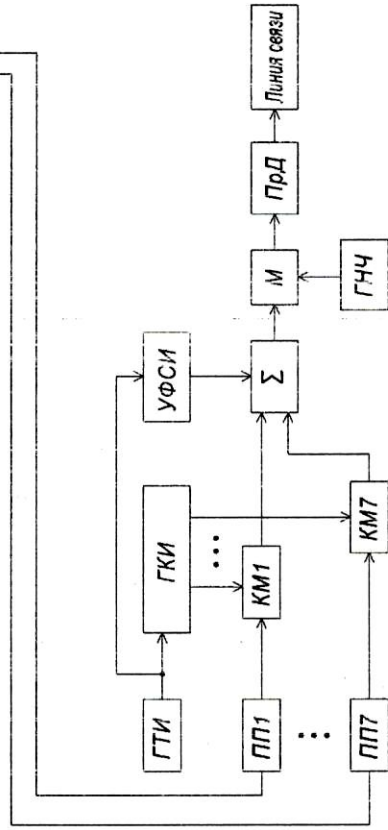 ГТИ
ГКИ
УФСИ
ПП1
КМ1
Σ
М
ПрД
Линия связи
ПП7
КМ7
ГНЧ